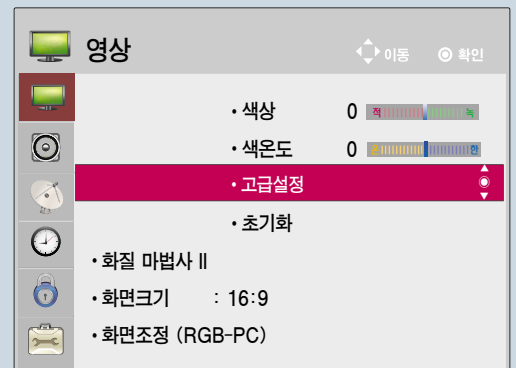 영상 이동 확인
• 색상 0 적 녹
• 색온도 0 온 한
• 고급설정
• 초기화
• 화질 마법사 II
• 화면크기 : 16:9
• 화면조정 (RGB-PC)